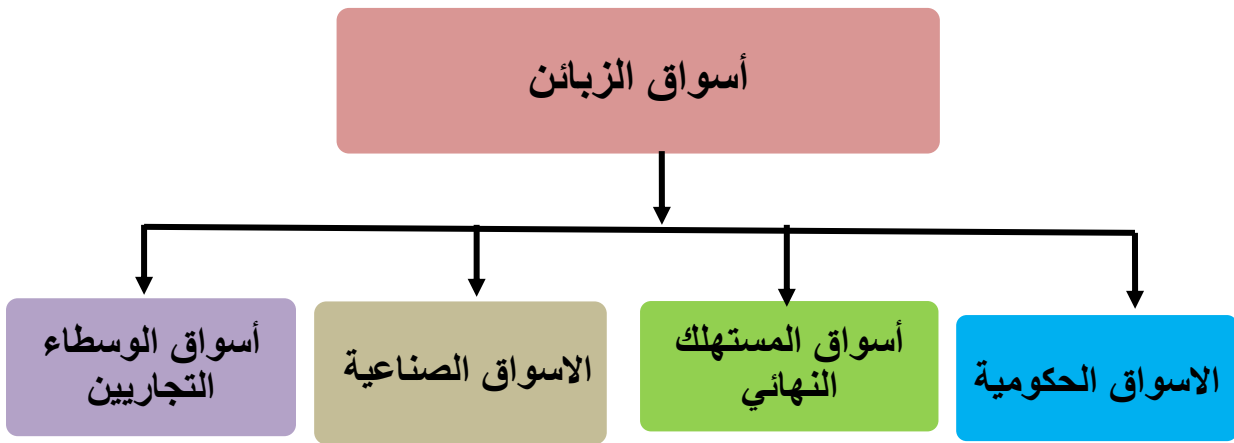 أسواق الزبائن
الاسواق الحكومية
أسواق المستهلك
النهائي
الاسواق الصناعية
أسواق الوسطاء
التجاريين